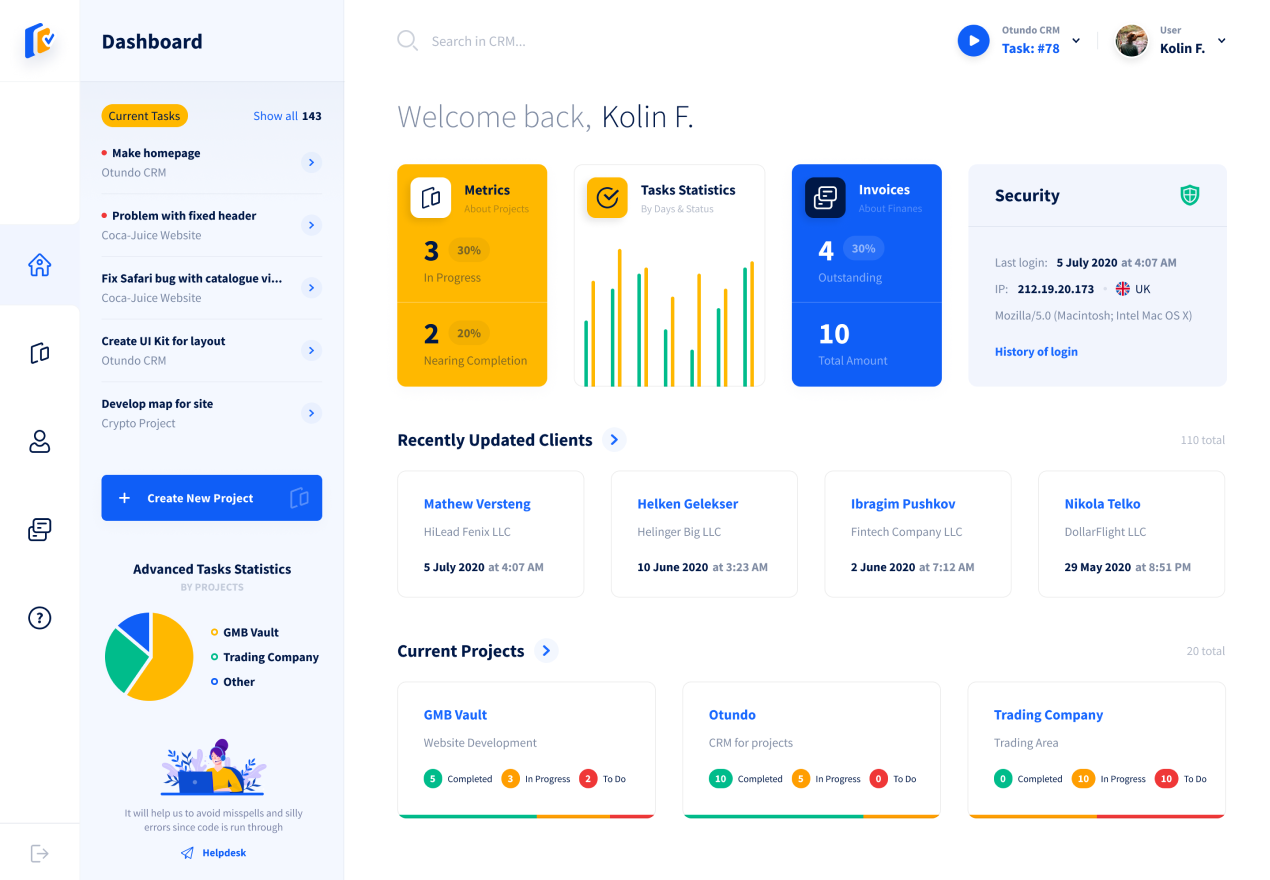 Dashboard
Search in CRM...
Otundo CRM
Task: #78
User
Kolin F.
Current Tasks
Show all 143
Make homepage
Otundo CRM
Problem with fixed header
Coca-Juice Website
Fix Safari bug with catalogue vi...
Coca-Juice Website
Create UI Kit for layout
Otundo CRM
Develop map for site
Crypto Project
+ Create New Project
Advanced Tasks Statistics
BY PROJECTS
GMB Vault
Trading Company
Other
It will help us to avoid misspells and silly
errors since code is run through
Helpdesk
?
Welcome back, Kolin F.
Metrics
About Projects
3 30%
In Progress
2 20%
Nearing Completion
Tasks Statistics
By Days & Status
Invoices
About Finanes
4 30%
Outstanding
10
Total Amount
Security
Last login: 5 July 2020 at 4:07 AM
IP: 212.19.20.173 UK
Mozilla/5.0 (Macintosh; Intel Mac OS X)
History of login
Recently Updated Clients
110 total
Mathew Versteng
HiLead Fenix LLC
5 July 2020 at 4:07 AM
Helken Gelekser
Helinger Big LLC
10 June 2020 at 3:23 AM
Ibragim Pushkov
Fintech Company LLC
2 June 2020 at 7:12 AM
Nikola Telko
DollarFlight LLC
29 May 2020 at 8:51 PM
Current Projects
20 total
GMB Vault
Website Development
5 Completed 3 In Progress 2 To Do
Otundo
CRM for projects
10 Completed 5 In Progress 0 To Do
Trading Company
Trading Area
0 Completed 10 In Progress 10 To Do